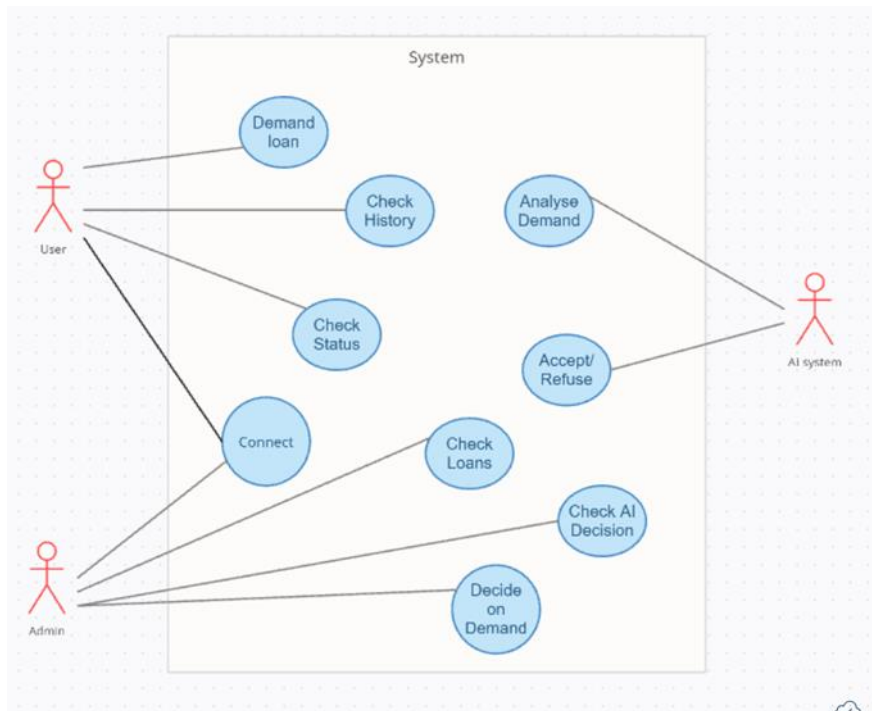 System
Demand
loan
Check
History
Analyse
Demand
User
Check
Status
AI system
Accept/
Refuse
Connect
Check
Loans
Check AI
Decision
Admin
Decide
on
Demand